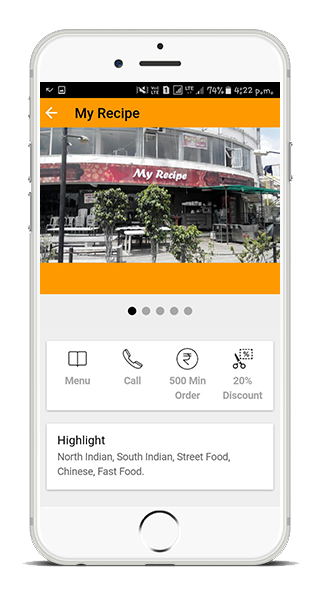 74% 4:22 p.m.
My Recipe
My Recipe
Menu
Call
500 Min
Order
20%
Discount
Highlight
North Indian, South Indian, Street Food,
Chinese, Fast Food.